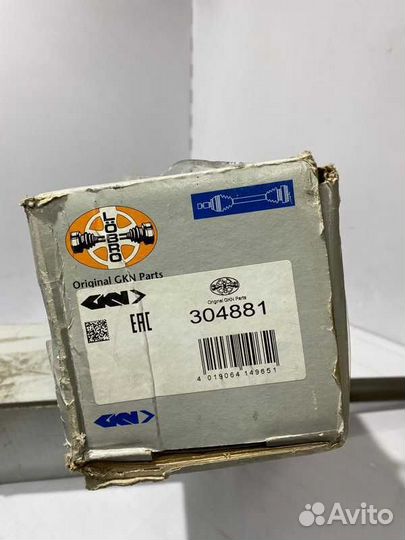 LÖBRO
Original GKN Parts
GKN
EAC
Original GKN Parts
304881
4 019064 149651
GKN
Avito